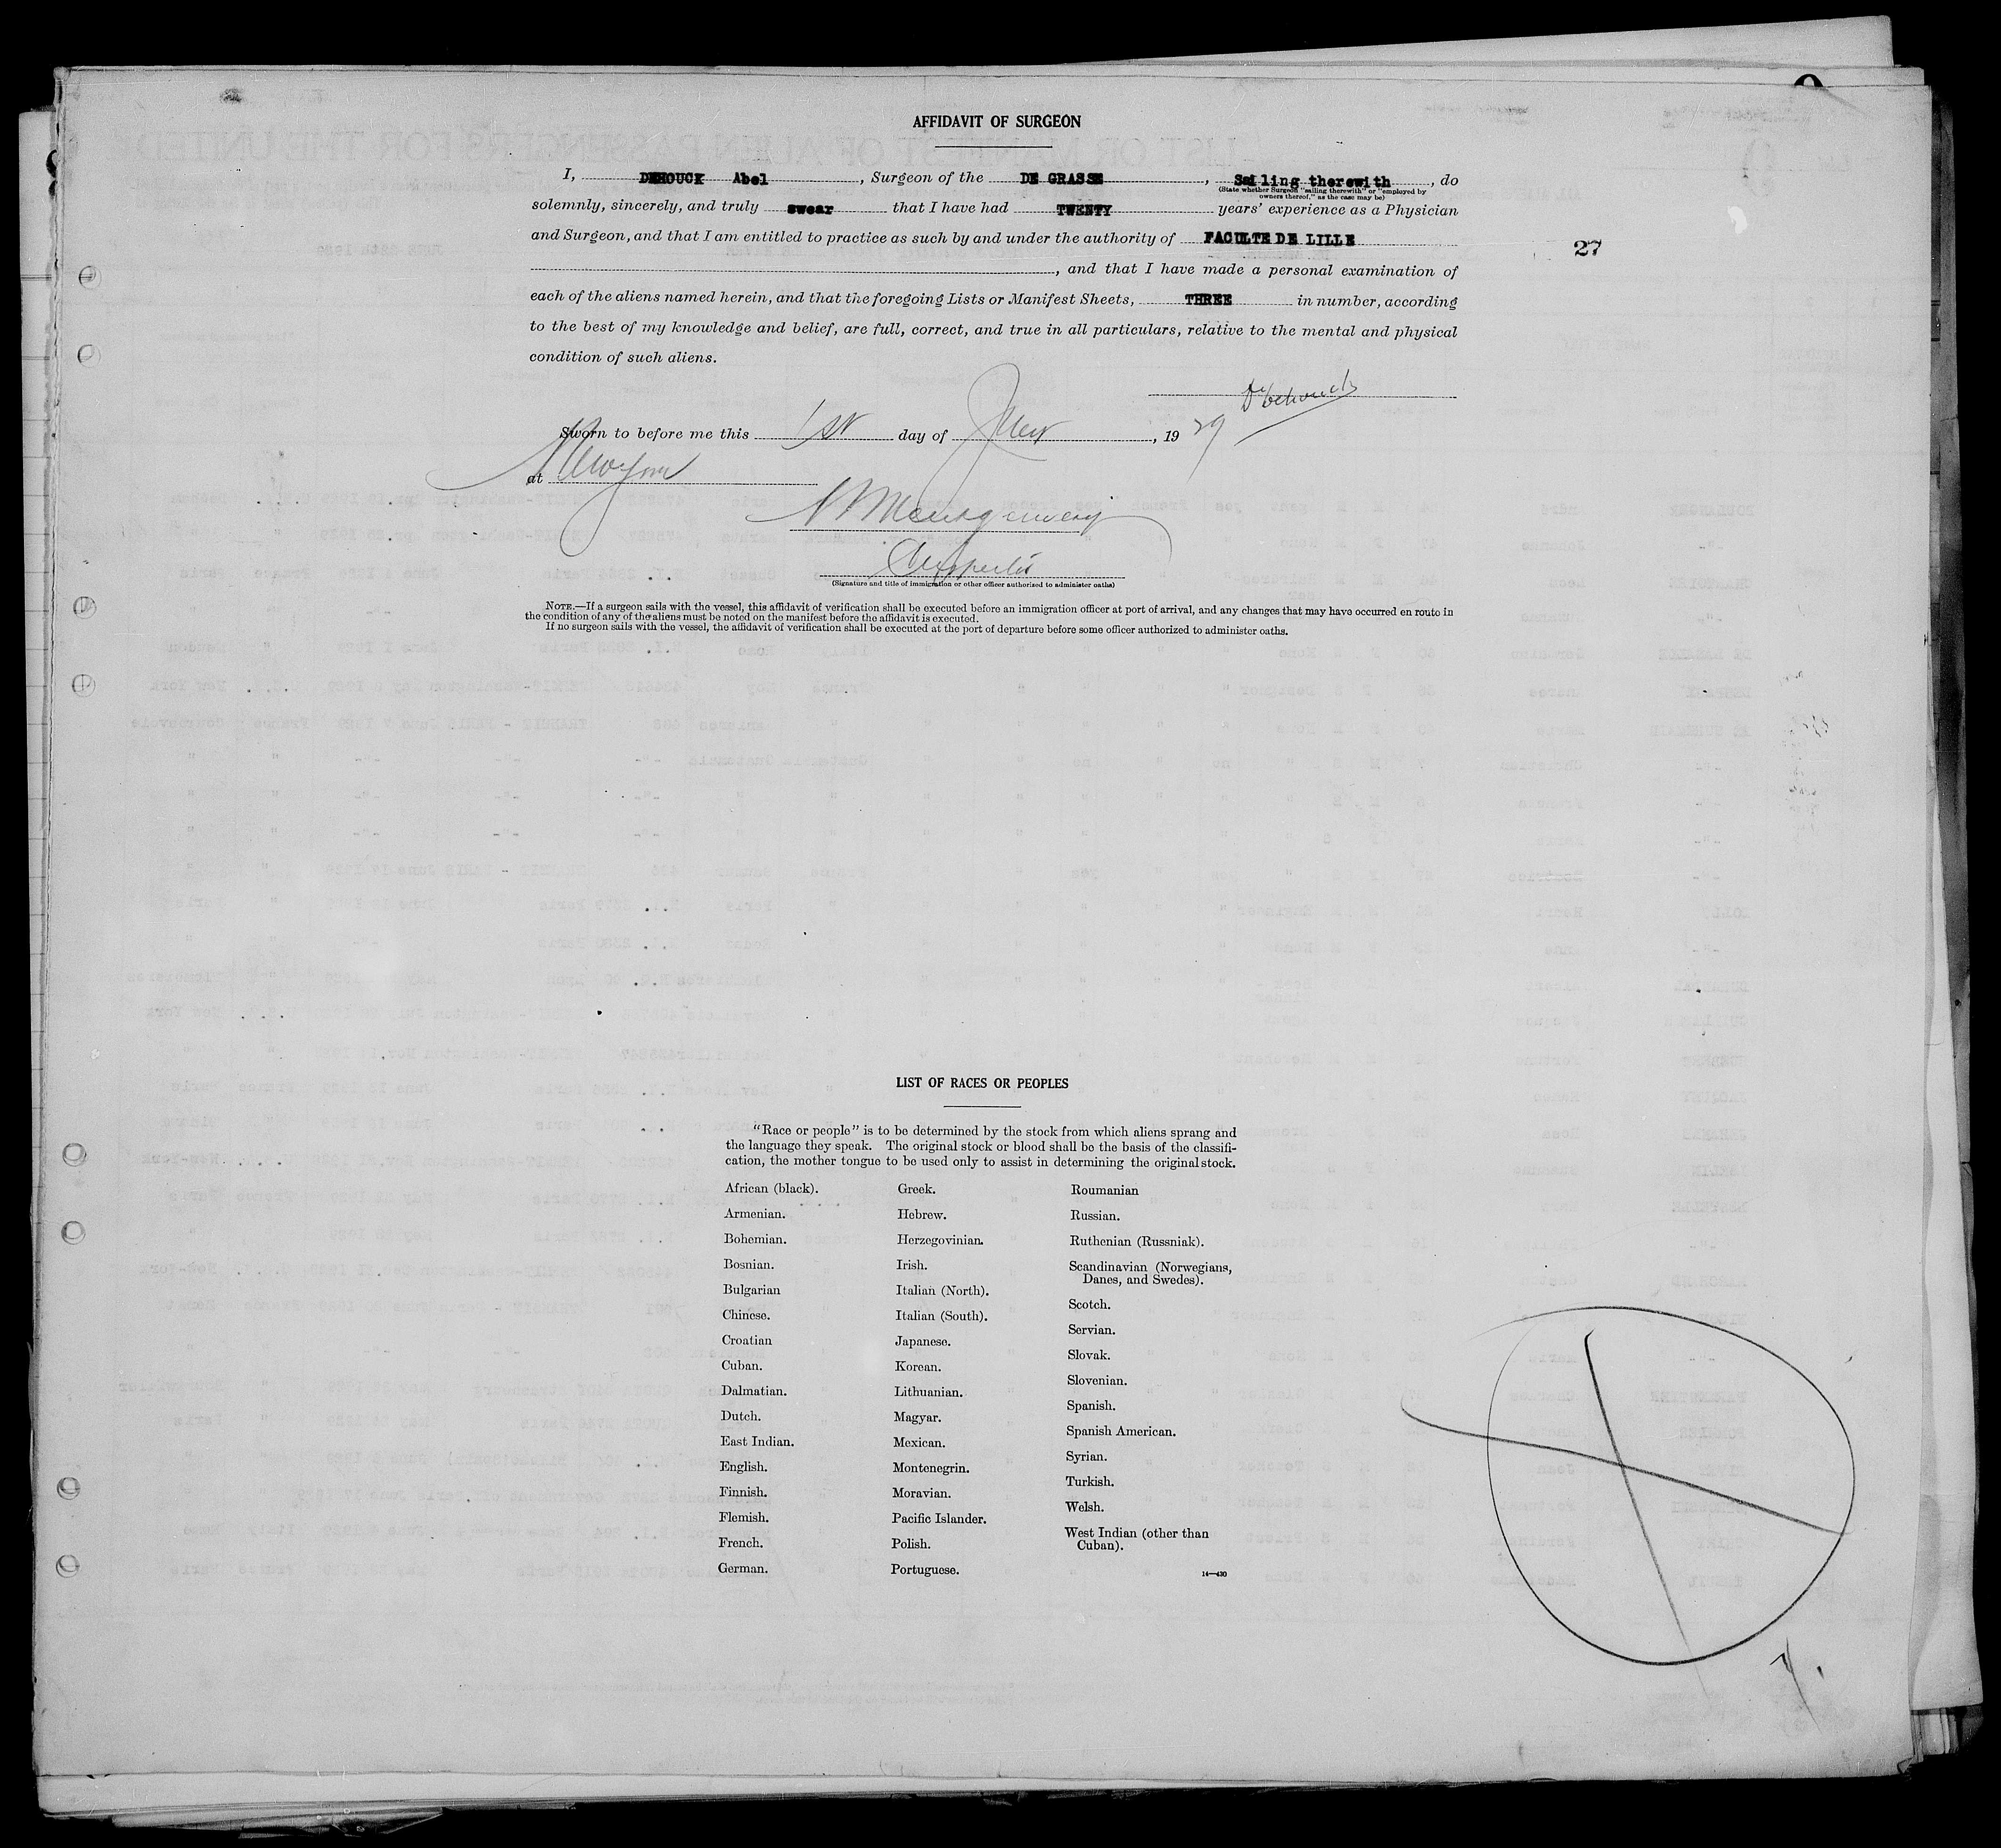 AFFIDAVIT OF SURGEON
I, DEHOUCK Abel, Surgeon of the DE GRASSE, Sailing therewith, do
(State whether Surgeon "sailing therewith" or "employed by
owners thereof," as the case may be)
solemnly, sincerely, and truly swear that I have had TWENTY years' experience as a Physician
and Surgeon, and that I am entitled to practice as such by and under the authority of FACULTE DE LILLE
27
, and that I have made a personal examination of
each of the aliens named herein, and that the foregoing Lists or Manifest Sheets, THREE in number, according
to the best of my knowledge and belief, are full, correct, and true in all particulars, relative to the mental and physical
condition of such aliens.
Sworn to before me this 1st day of , 1929
at New York
Montgomery
(Signature and title of immigration or other officer authorized to administer oaths)
NOTE.—If a surgeon sails with the vessel, this affidavit of verification shall be executed before an immigration officer at port of arrival, and any changes that may have occurred en route in
the condition of any of the aliens must be noted on the manifest before the affidavit is executed.
If no surgeon sails with the vessel, the affidavit of verification shall be executed at the port of departure before some officer authorized to administer oaths.
LIST OF RACES OR PEOPLES
"Race or people" is to be determined by the stock from which aliens sprang and
the language they speak. The original stock or blood shall be the basis of the classifi-
cation, the mother tongue to be used only to assist in determining the original stock.
African (black).
Armenian.
Bohemian.
Bosnian.
Bulgarian
Chinese.
Croatian
Cuban.
Dalmatian.
Dutch.
East Indian.
English.
Finnish.
Flemish.
French.
German.
Greek.
Hebrew.
Herzegovinian.
Irish.
Italian (North).
Italian (South).
Japanese.
Korean.
Lithuanian.
Magyar.
Mexican.
Montenegrin.
Moravian.
Pacific Islander.
Polish.
Portuguese.
Roumanian
Russian.
Ruthenian (Russniak).
Scandinavian (Norwegians,
Danes, and Swedes).
Scotch.
Servian.
Slovak.
Slovenian.
Spanish.
Spanish American.
Syrian.
Turkish.
Welsh.
West Indian (other than
Cuban).
14—430